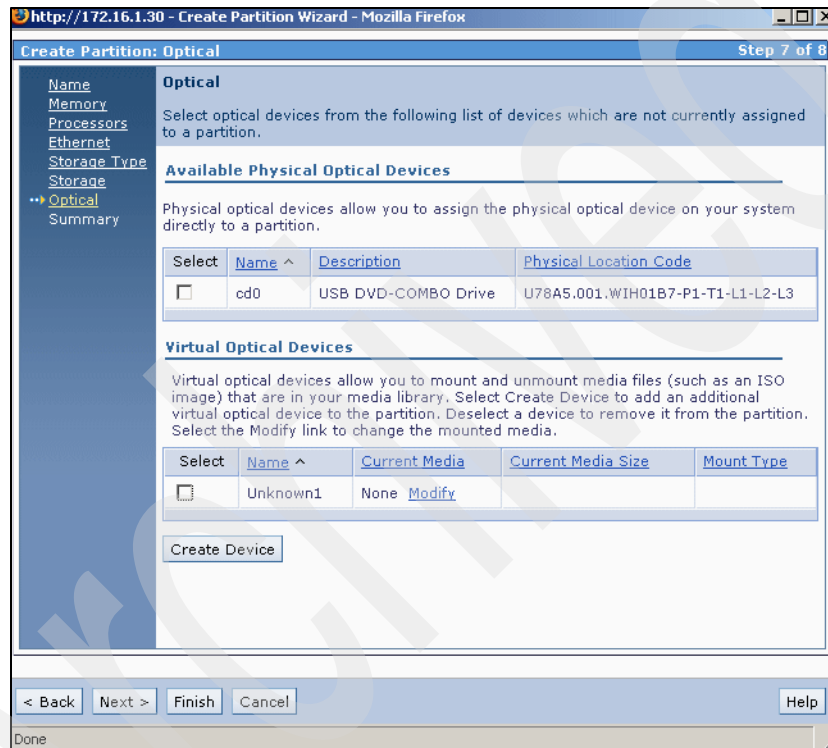 http://172.16.1.30 - Create Partition Wizard - Mozilla Firefox
Create Partition: Optical
Step 7 of 8
Name
Memory
Processors
Ethernet
Storage Type
Storage
Optical
Summary
Optical
Select optical devices from the following list of devices which are not currently assigned
to a partition.
Available Physical Optical Devices
Physical optical devices allow you to assign the physical optical device on your system
directly to a partition.
Select Name ^ Description Physical Location Code
cd0 USB DVD-COMBO Drive U78A5.001.WIH01B7-P1-T1-L1-L2-L3
Virtual Optical Devices
Virtual optical devices allow you to mount and unmount media files (such as an ISO
image) that are in your media library. Select Create Device to add an additional
virtual optical device to the partition. Deselect a device to remove it from the partition.
Select the Modify link to change the mounted media.
Select Name ^ Current Media Current Media Size Mount Type
Unknown1 None Modify
Create Device
< Back Next > Finish Cancel Help
Done